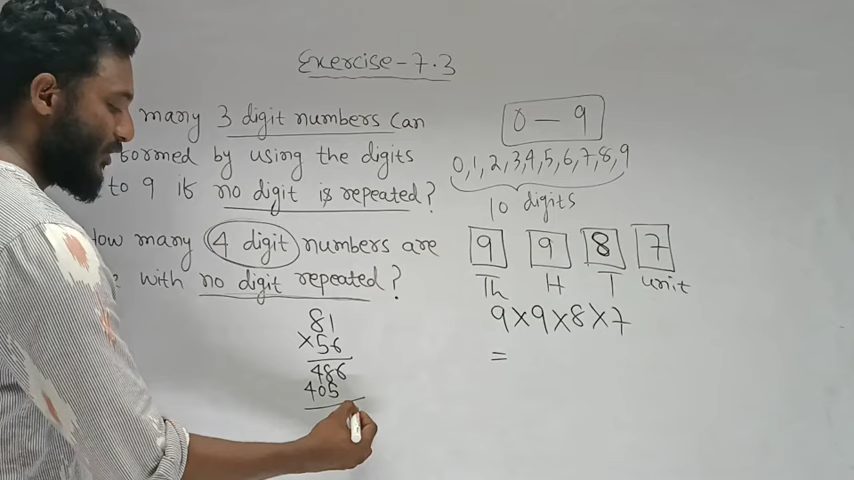 Exercise-7.3
many 3 digit numbers can
formed by using the digits
to 9 if no digit is repeated?
How many 4 digit numbers are
? with no digit repeated?
0 — 9
0,1,2,3,4,5,6,7,8,9
10 digits
9 9 8 7
Th H T unit
9×9×8×7
=
81
×56
486
405